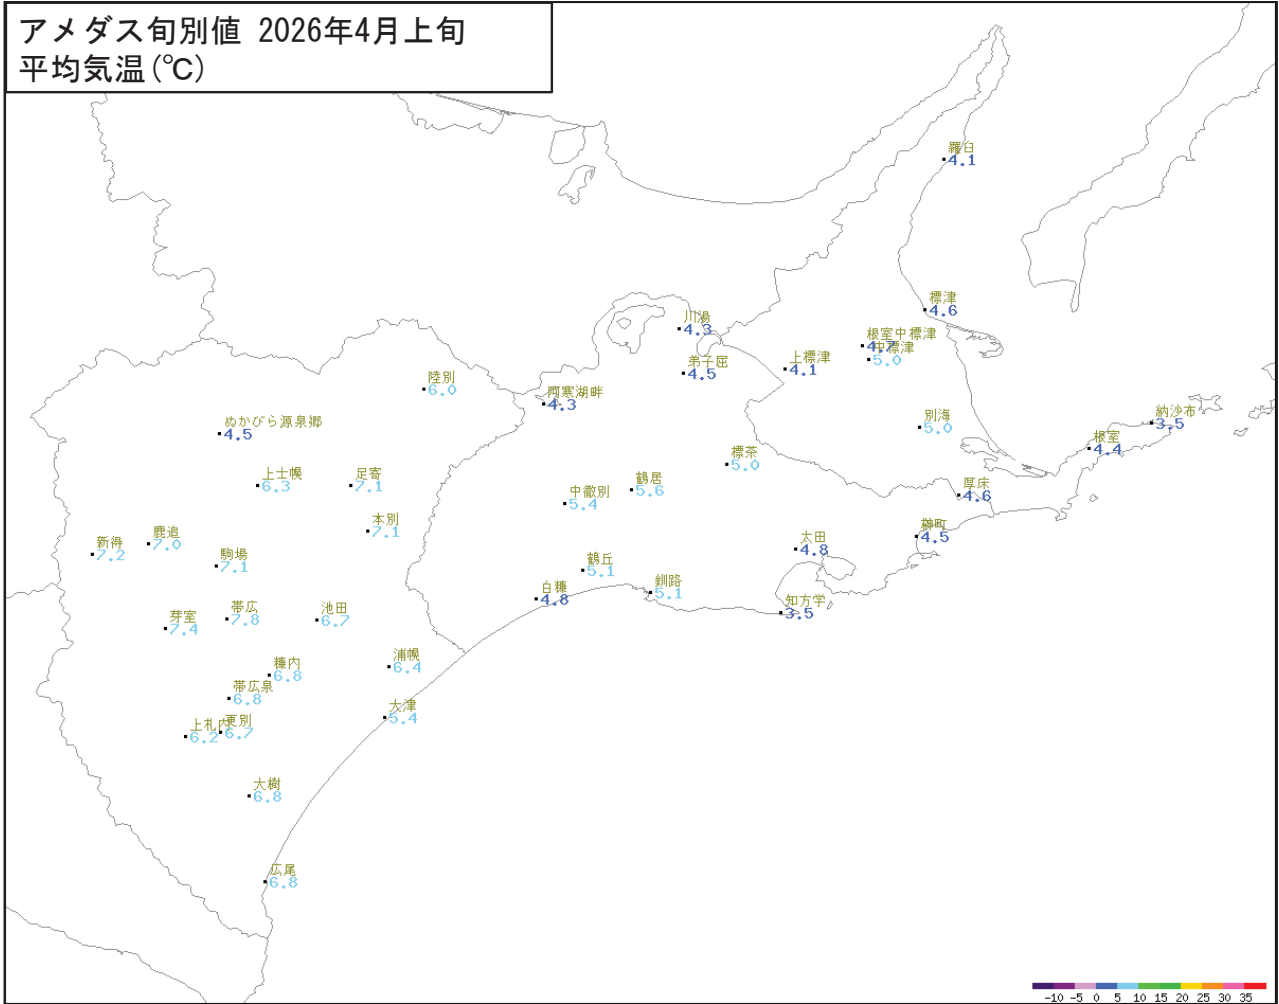 アメダス旬別値 2026年4月上旬
平均気温(℃)
羅臼
4.1
標津
4.6
川湯
4.3
根室中標津
4.7
中標津
5.0
弟子屈
4.5
上標津
4.1
陸別
6.0
阿寒湖畔
4.3
納沙布
3.5
別海
5.0
ぬかびら源泉郷
4.5
根室
4.4
標茶
5.0
上士幌
6.3
足寄
7.1
鶴居
5.6
中徹別
5.4
厚床
4.6
本別
7.1
榊町
4.5
鹿追
7.0
新得
7.2
太田
4.8
駒場
7.1
鶴丘
5.1
釧路
5.1
白糠
4.8
知方学
3.5
帯広
7.8
池田
6.7
芽室
7.4
浦幌
6.4
糠内
6.8
帯広泉
6.8
大津
5.4
上札内
6.2
更別
6.7
大樹
6.8
広尾
6.8
-10 -5 0 5 10 15 20 25 30 35